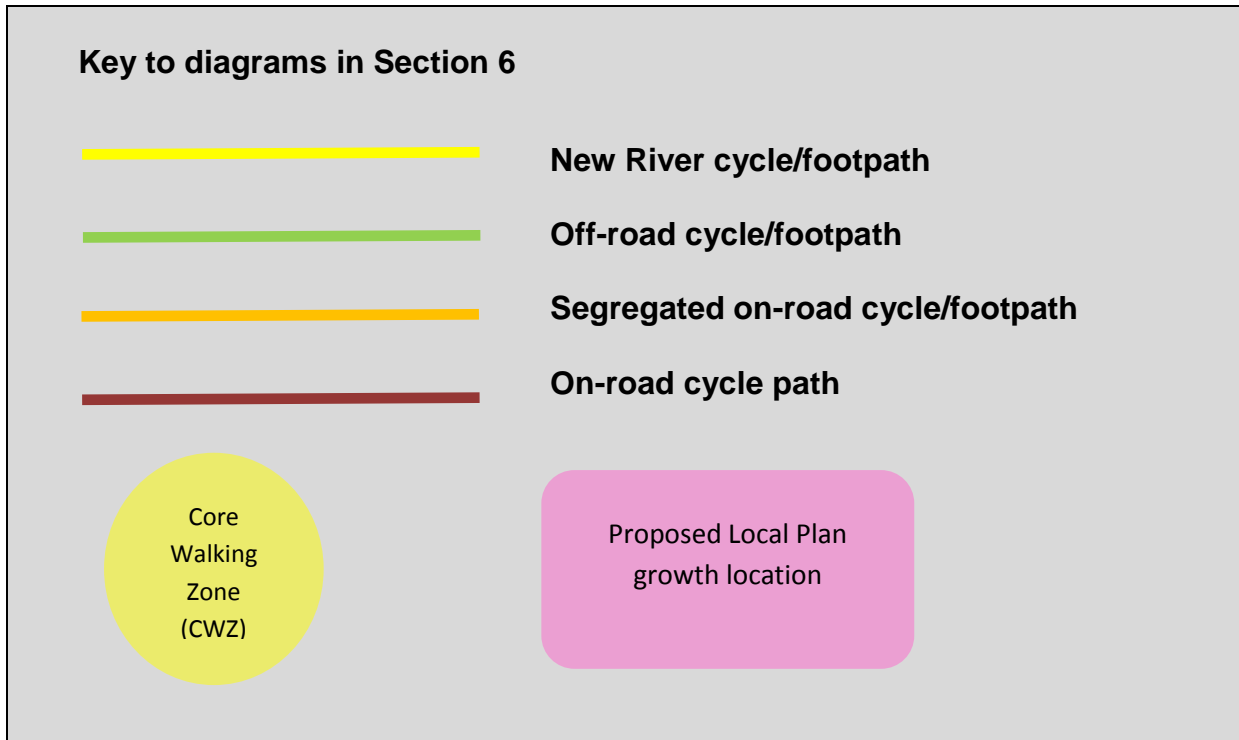 Key to diagrams in Section 6
New River cycle/footpath
Off-road cycle/footpath
Segregated on-road cycle/footpath
On-road cycle path
Core
Walking
Zone
(CWZ)
Proposed Local Plan
growth location